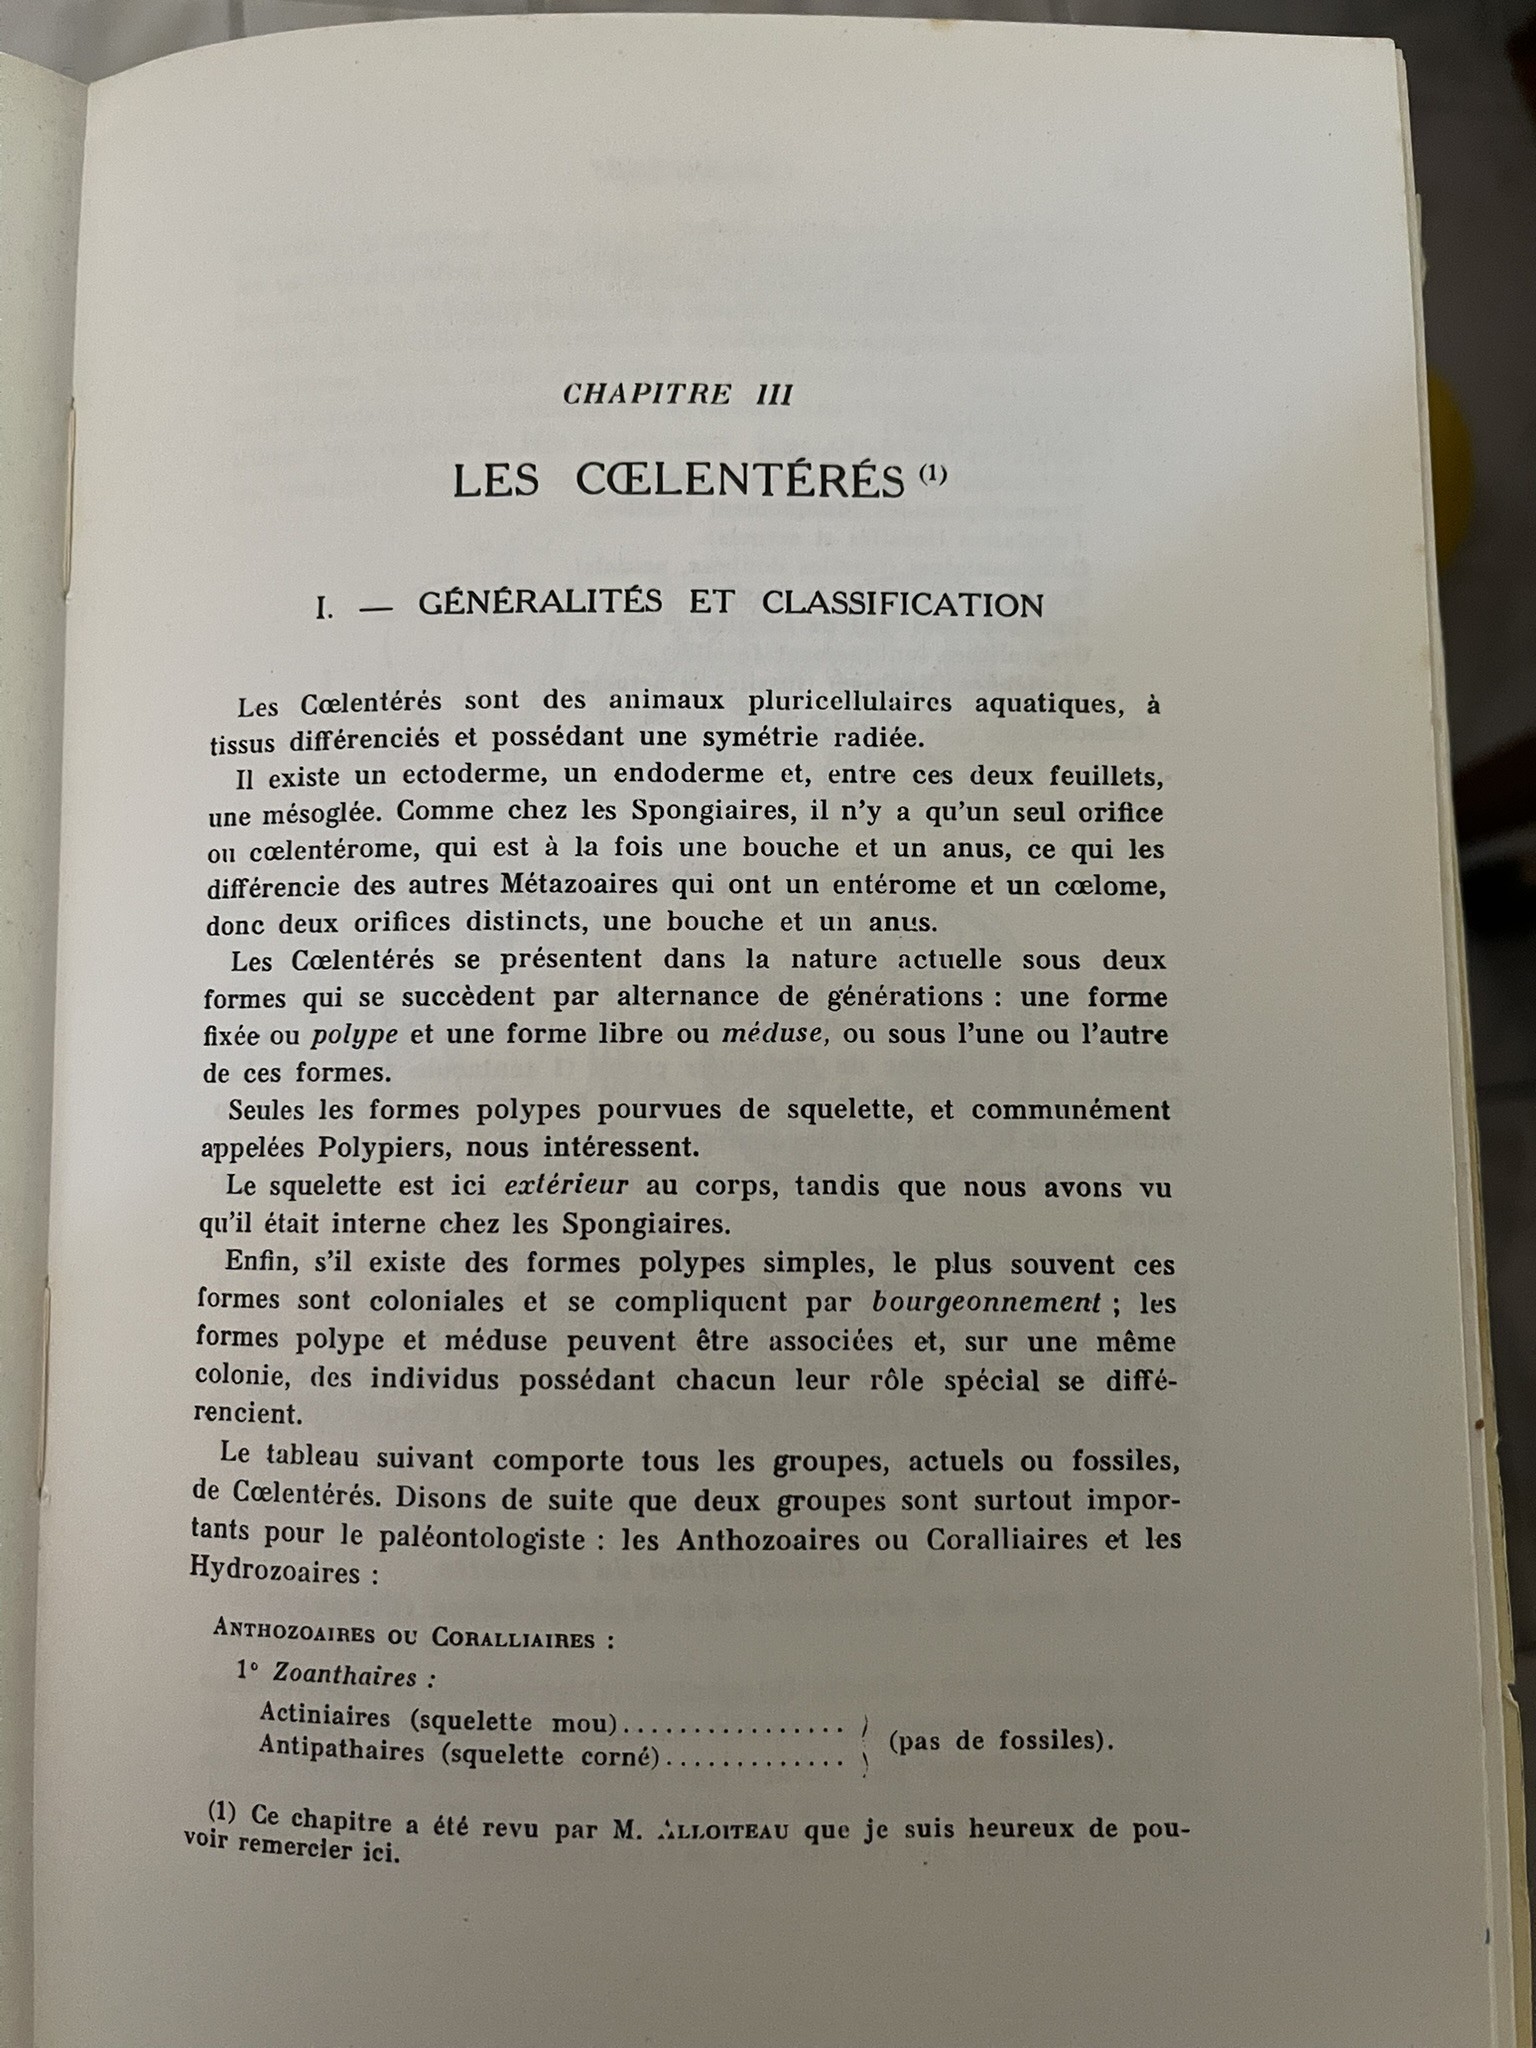 CHAPITRE III
LES CŒLENTÉRÉS (1)
I. — GÉNÉRALITÉS ET CLASSIFICATION
Les Cœlentérés sont des animaux pluricellulaires aquatiques, à
tissus différenciés et possédant une symétrie radiée.
Il existe un ectoderme, un endoderme et, entre ces deux feuillets,
une mésoglée. Comme chez les Spongiaires, il n'y a qu'un seul orifice
ou cœlentérome, qui est à la fois une bouche et un anus, ce qui les
différencie des autres Métazoaires qui ont un entérome et un cœlome,
donc deux orifices distincts, une bouche et un anus.
Les Cœlentérés se présentent dans la nature actuelle sous deux
formes qui se succèdent par alternance de générations : une forme
fixée ou polype et une forme libre ou méduse, ou sous l'une ou l'autre
de ces formes.
Seules les formes polypes pourvues de squelette, et communément
appelées Polypiers, nous intéressent.
Le squelette est ici extérieur au corps, tandis que nous avons vu
qu'il était interne chez les Spongiaires.
Enfin, s'il existe des formes polypes simples, le plus souvent ces
formes sont coloniales et se compliquent par bourgeonnement ; les
formes polype et méduse peuvent être associées et, sur une même
colonie, des individus possédant chacun leur rôle spécial se diffé-
rencient.
Le tableau suivant comporte tous les groupes, actuels ou fossiles,
de Cœlentérés. Disons de suite que deux groupes sont surtout impor-
tants pour le paléontologiste : les Anthozoaires ou Coralliaires et les
Hydrozoaires :
ANTHOZOAIRES OU CORALLIAIRES :
1° Zoanthaires :
Actiniaires (squelette mou)................
Antipathaires (squelette corné)............. (pas de fossiles).
(1) Ce chapitre a été revu par M. ALLOITEAU que je suis heureux de pou-
voir remercier ici.